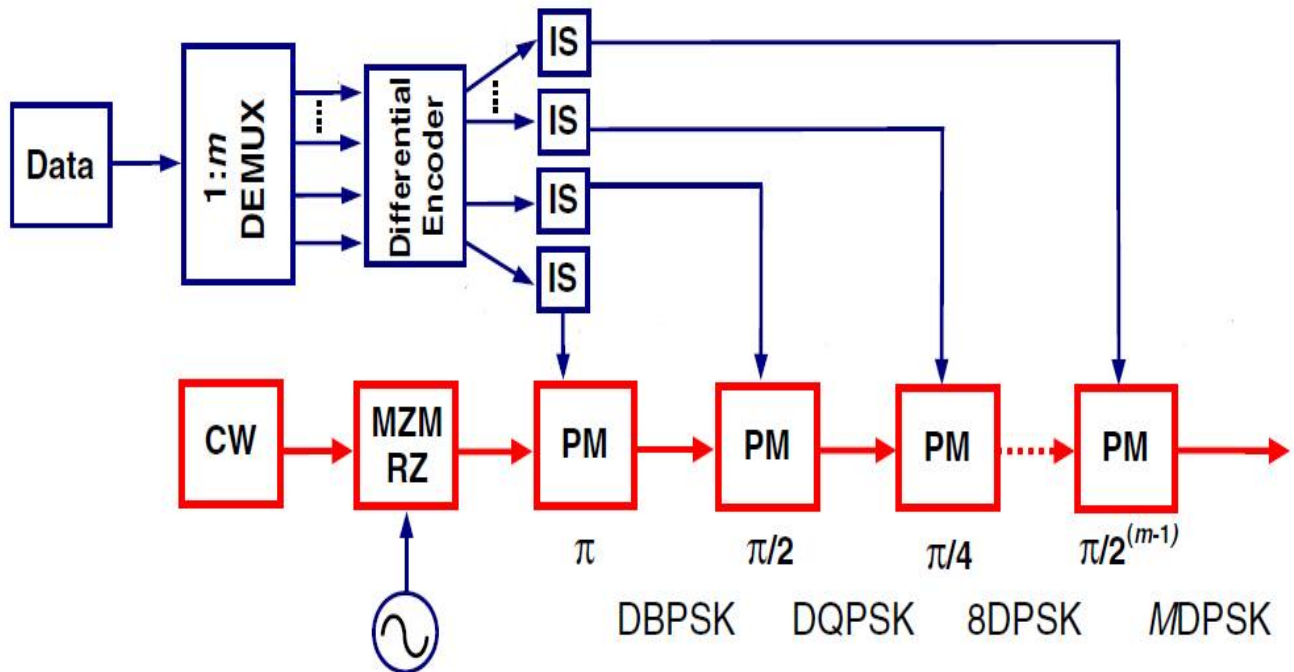 IS
IS
IS
IS
Data
1:m
DEMUX
Differential
Encoder
CW
MZM
RZ
PM
PM
PM
PM
π
π/2
π/4
π/2^(m-1)
DBPSK
DQPSK
8DPSK
MDPSK